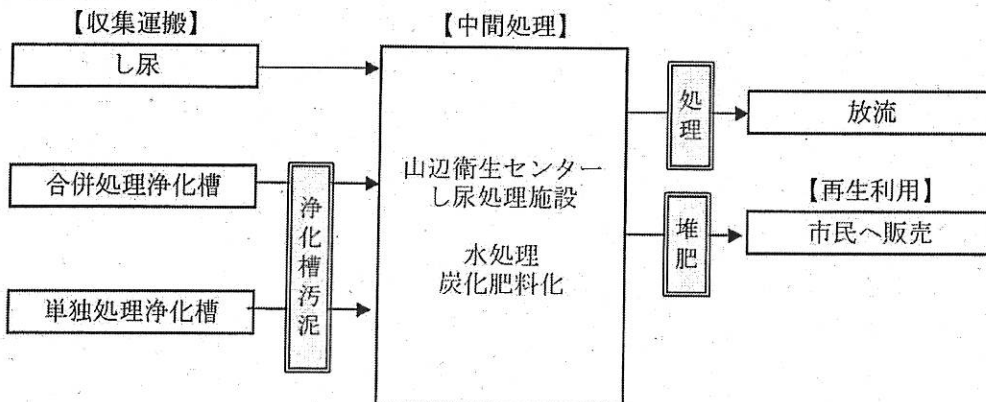 【収集運搬】
し尿
合併処理浄化槽
単独処理浄化槽
浄化槽汚泥
【中間処理】
山辺衛生センター
し尿処理施設
水処理
炭化肥料化
処理
放流
堆肥
【再生利用】
市民へ販売